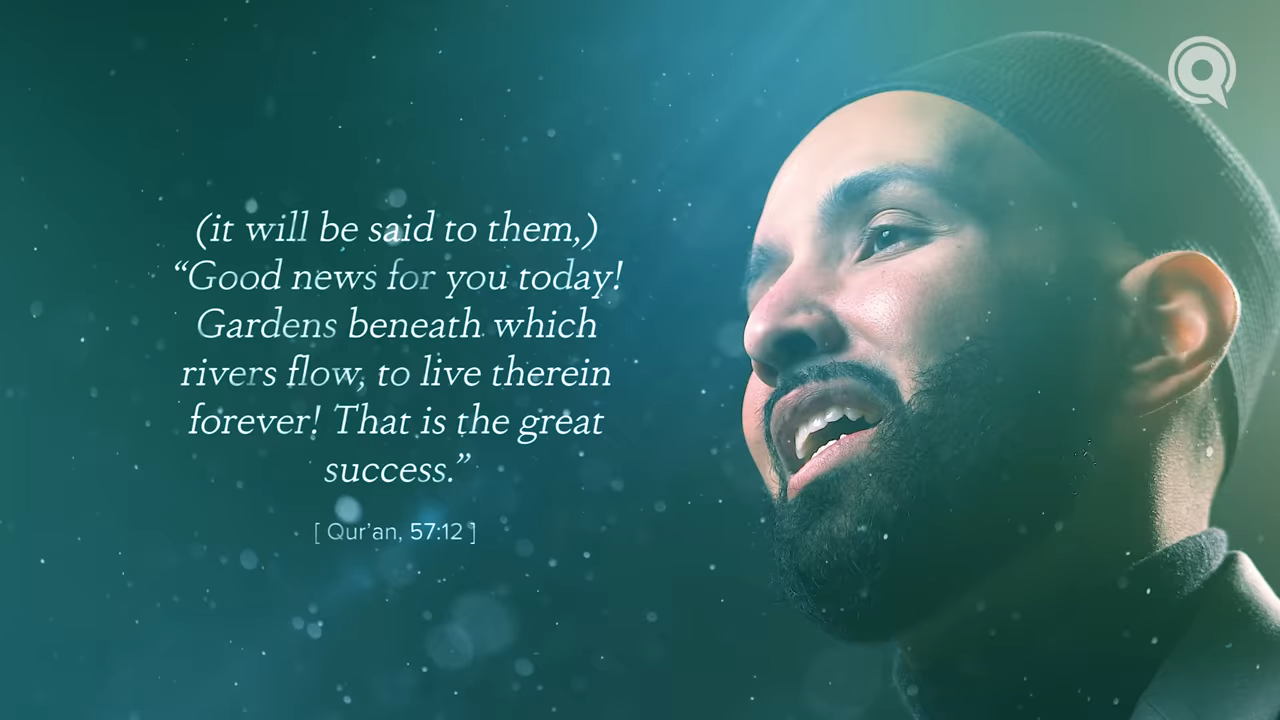 (it will be said to them,)
“Good news for you today!
Gardens beneath which
rivers flow, to live therein
forever! That is the great
success.”
[ Qur’an, 57:12 ]